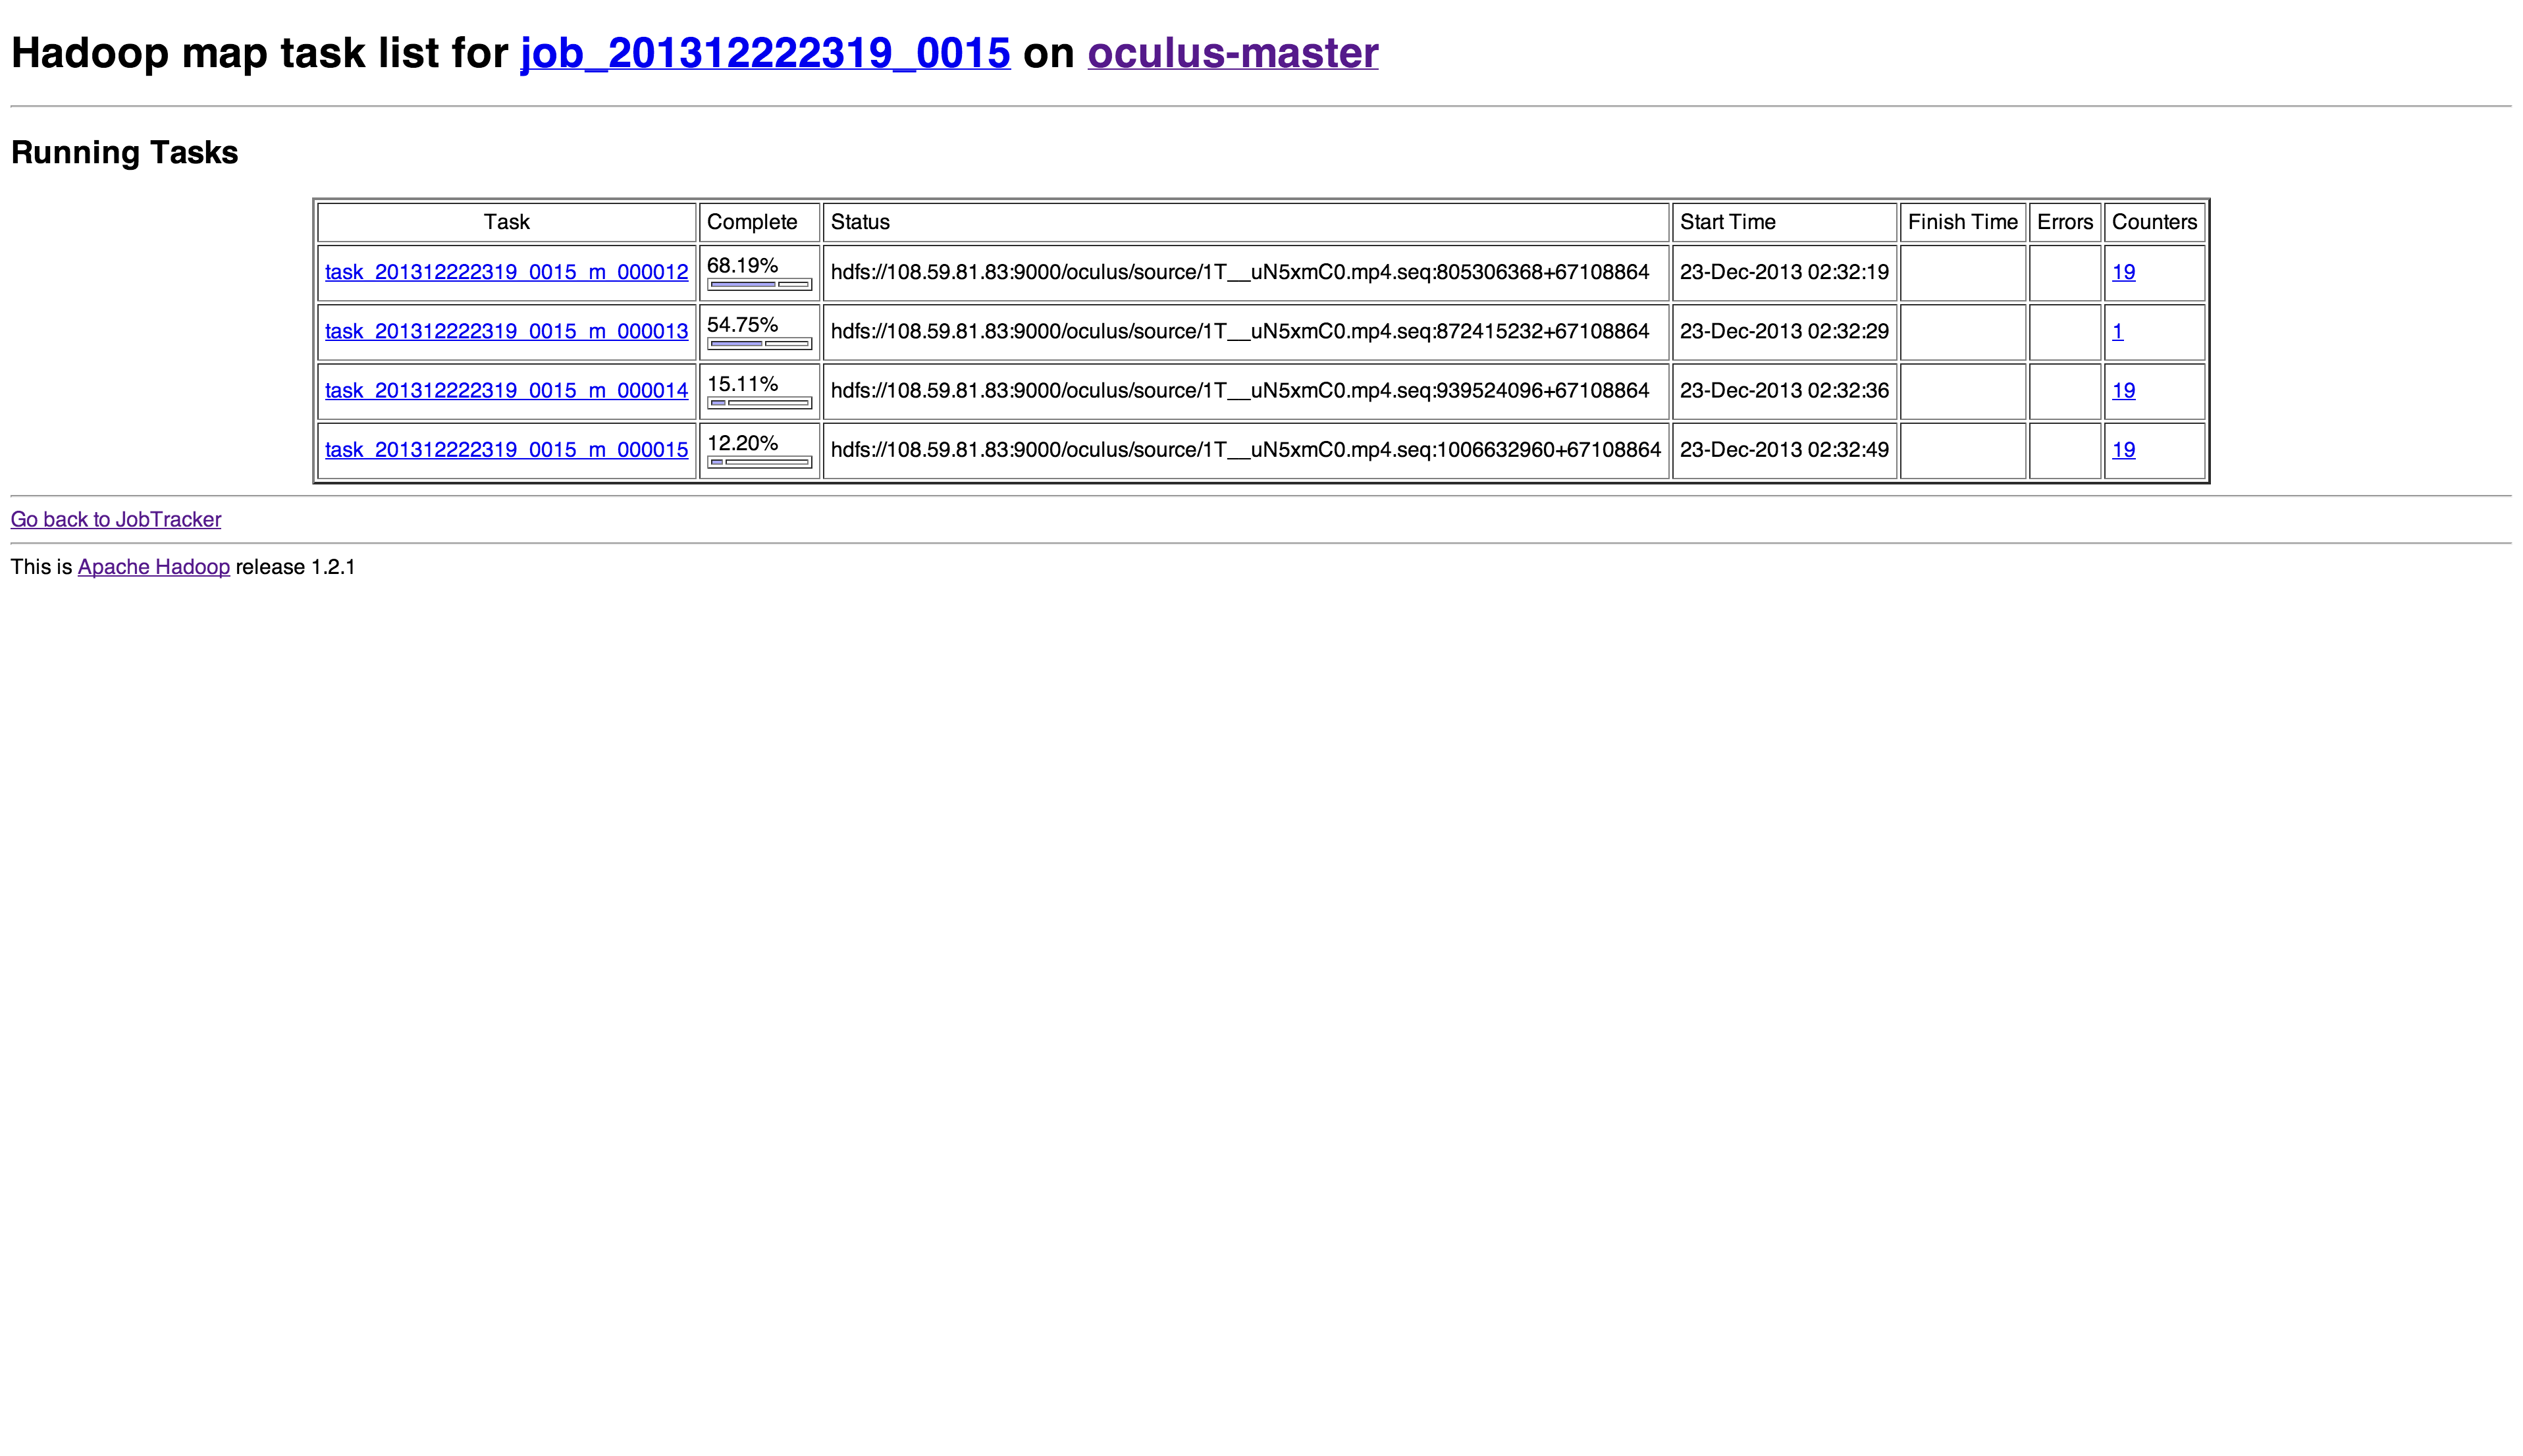 Hadoop map task list for job_201312222319_0015 on oculus-master
Running Tasks
Task Complete Status Start Time Finish Time Errors Counters
task_201312222319_0015_m_000012 68.19% hdfs://108.59.81.83:9000/oculus/source/1T__uN5xmC0.mp4.seq:805306368+67108864 23-Dec-2013 02:32:19 19
task_201312222319_0015_m_000013 54.75% hdfs://108.59.81.83:9000/oculus/source/1T__uN5xmC0.mp4.seq:872415232+67108864 23-Dec-2013 02:32:29 1
task_201312222319_0015_m_000014 15.11% hdfs://108.59.81.83:9000/oculus/source/1T__uN5xmC0.mp4.seq:939524096+67108864 23-Dec-2013 02:32:36 19
task_201312222319_0015_m_000015 12.20% hdfs://108.59.81.83:9000/oculus/source/1T__uN5xmC0.mp4.seq:1006632960+67108864 23-Dec-2013 02:32:49 19
Go back to JobTracker
This is Apache Hadoop release 1.2.1